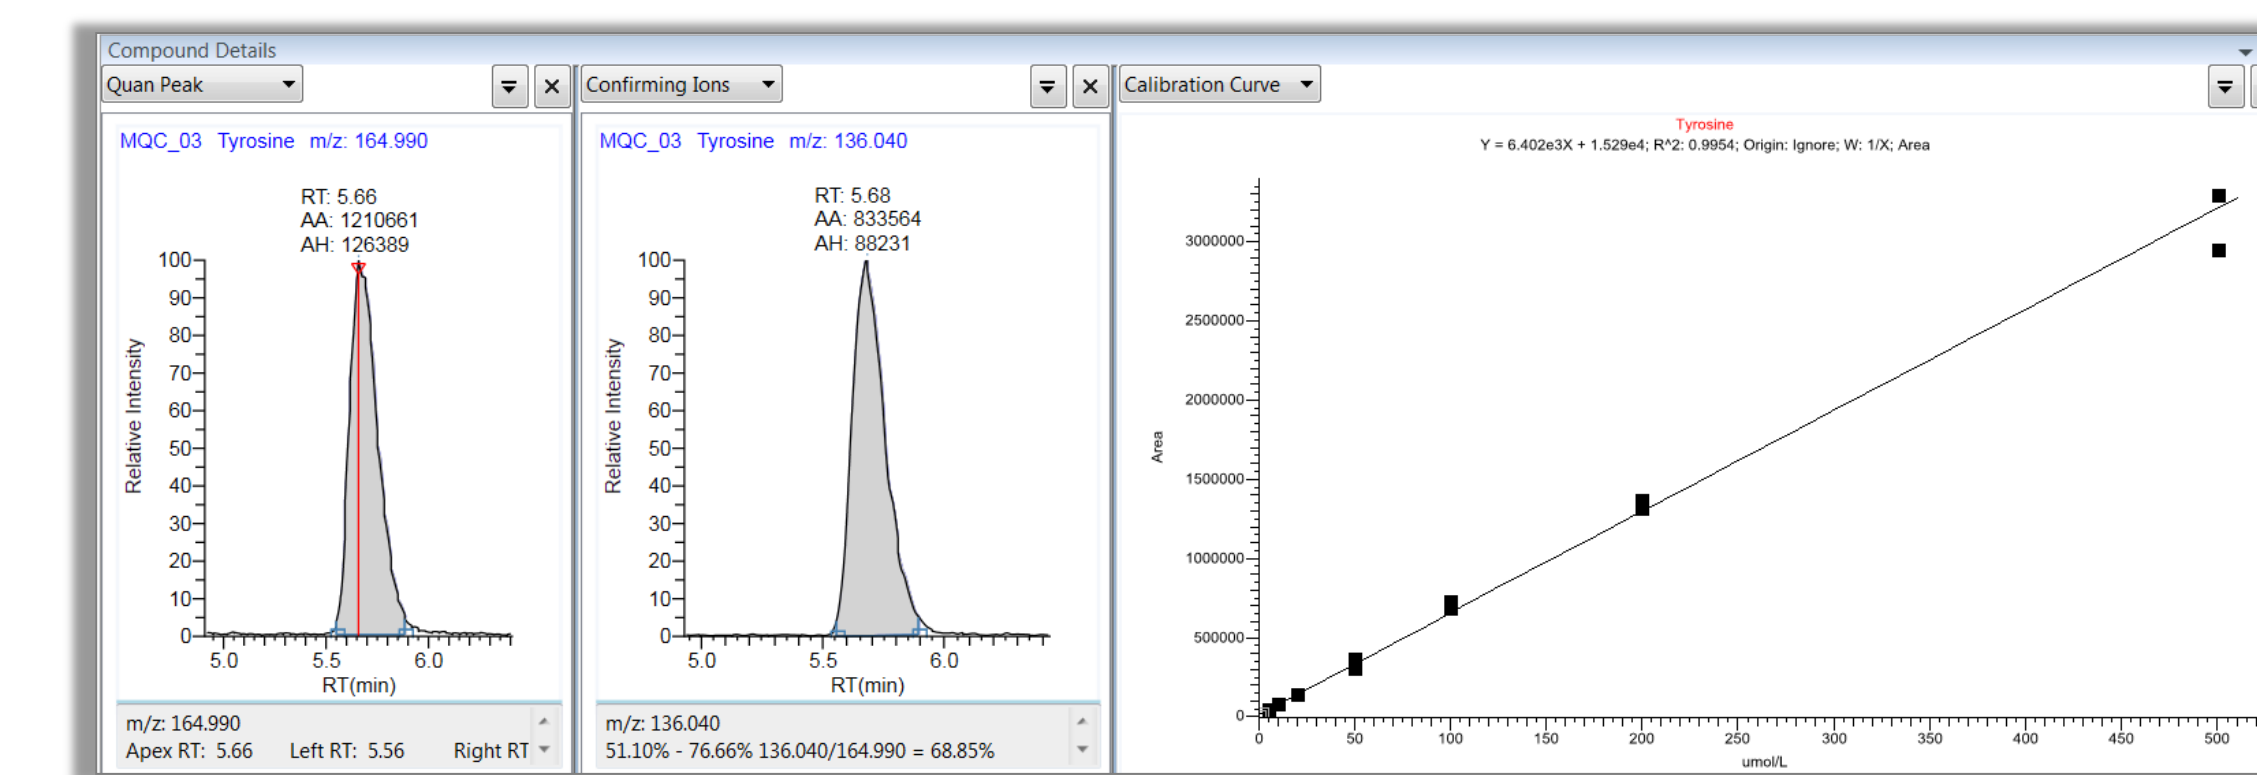 Compound Details
Quan Peak
Confirming Ions
Calibration Curve
MQC_03 Tyrosine m/z: 164.990
RT: 5.66
AA: 1210661
AH: 126389
100
90
80
70
60
50
40
30
20
10
0
Relative Intensity
5.0 5.5 6.0
RT(min)
m/z: 164.990
Apex RT: 5.66 Left RT: 5.56 Right RT
MQC_03 Tyrosine m/z: 136.040
RT: 5.68
AA: 833564
AH: 88231
100
90
80
70
60
50
40
30
20
10
0
Relative Intensity
5.0 5.5 6.0
RT(min)
m/z: 136.040
51.10% - 76.66% 136.040/164.990 = 68.85%
Tyrosine
Y = 6.402e3X + 1.529e4; R^2: 0.9954; Origin: Ignore; W: 1/X; Area
3000000
2500000
2000000
1500000
1000000
500000
0
Area
0 50 100 150 200 250 300 350 400 450 500
umol/L